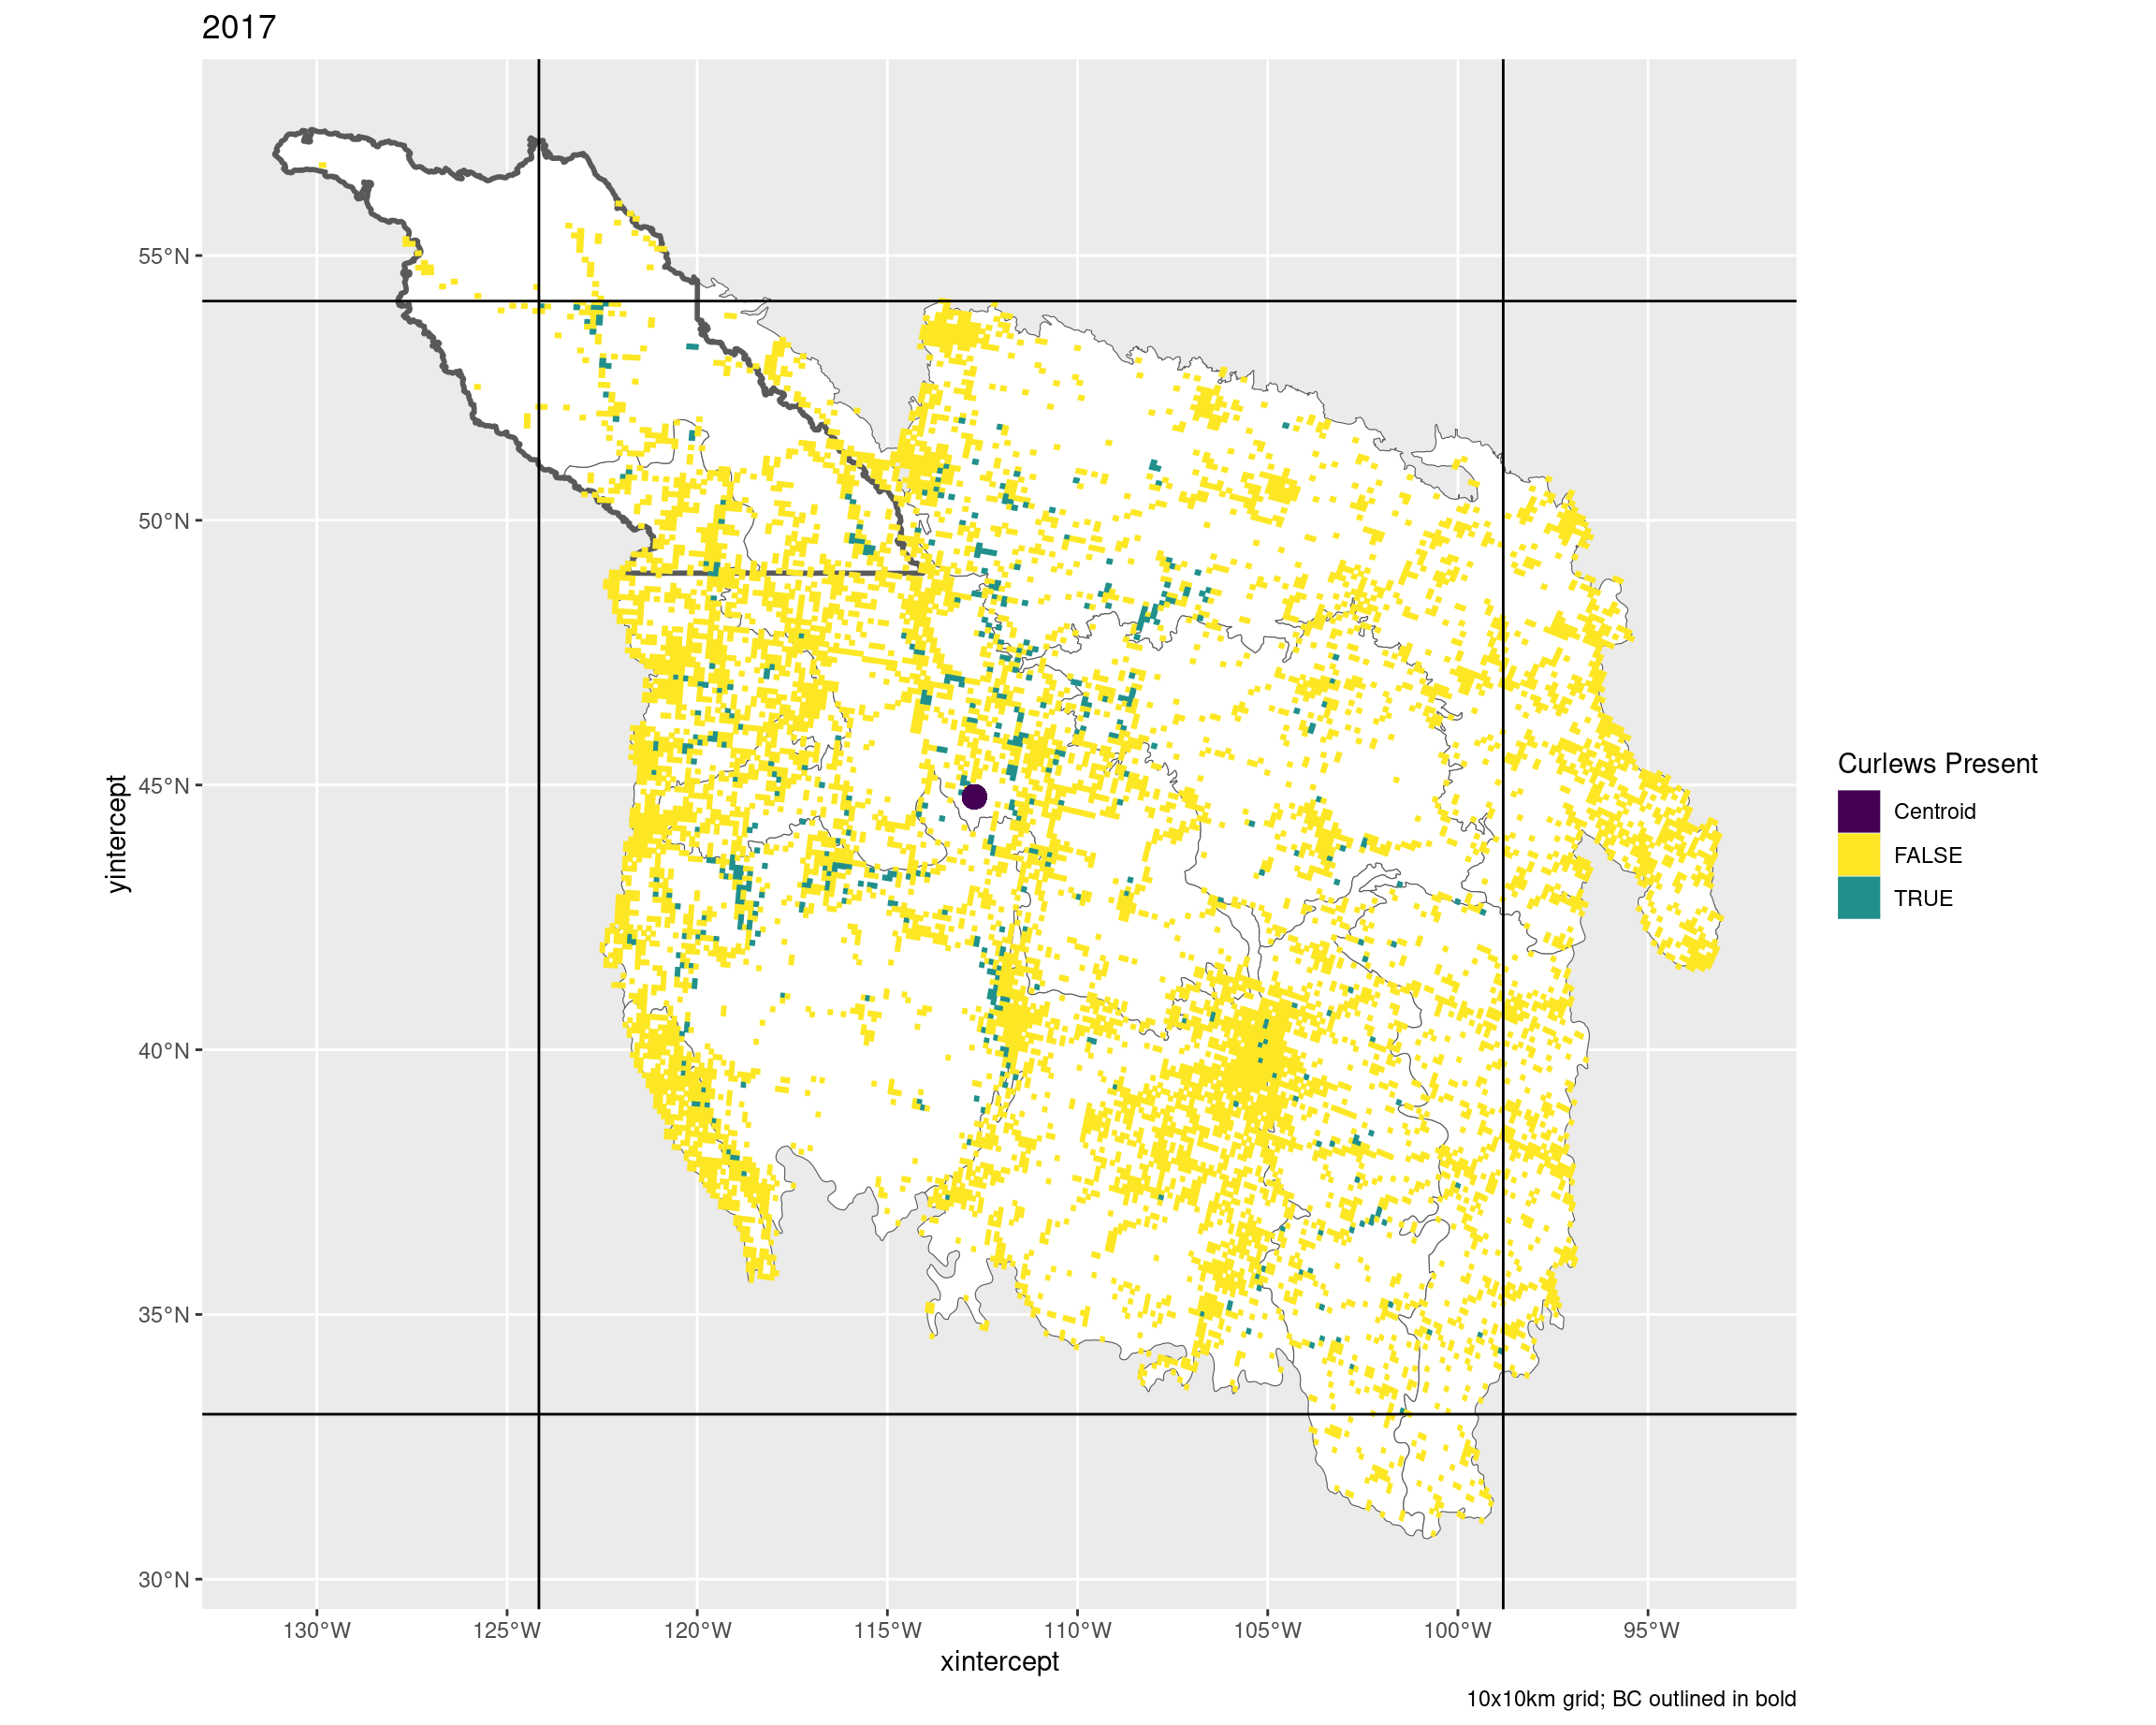 2017
55°N
50°N
45°N
40°N
35°N
30°N
yintercept
130°W
125°W
120°W
115°W
110°W
105°W
100°W
95°W
xintercept
Curlews Present
Centroid
FALSE
TRUE
10x10km grid; BC outlined in bold